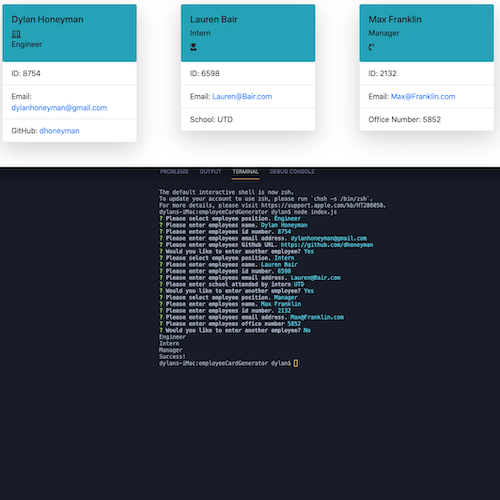 Dylan Honeyman
Engineer
ID: 8754
Email:
dylanhoneyman@gmail.com
GitHub: dhoneyman
Lauren Bair
Intern
ID: 6598
Email: Lauren@Bair.com
School: UTD
Max Franklin
Manager
ID: 2132
Email: Max@Franklin.com
Office Number: 5852
PROBLEMS OUTPUT TERMINAL DEBUG CONSOLE
The default interactive shell is now zsh.
To update your account to use zsh, please run `chsh -s /bin/zsh`.
For more details, please visit https://support.apple.com/kb/HT208050.
dylans-iMac:employeeCardGenerator dylan$ node index.js
? Please select employee position. Engineer
? Please enter employees name. Dylan Honeyman
? Please enter employees id number. 8754
? Please enter employees email address. dylanhoneyman@gmail.com
? Please enter employees GitHub URL. https://github.com/dhoneyman
? Would you like to enter another employee? Yes
? Please select employee position. Intern
? Please enter employees name. Lauren Bair
? Please enter employees id number. 6598
? Please enter employees email address. Lauren@Bair.com
? Please enter school attended by intern UTD
? Would you like to enter another employee? Yes
? Please select employee position. Manager
? Please enter employees name. Max Franklin
? Please enter employees id number. 2132
? Please enter employees email address. Max@Franklin.com
? Please enter employees office number 5852
? Would you like to enter another employee? No
Engineer
Intern
Manager
Success!
dylans-iMac:employeeCardGenerator dylan$